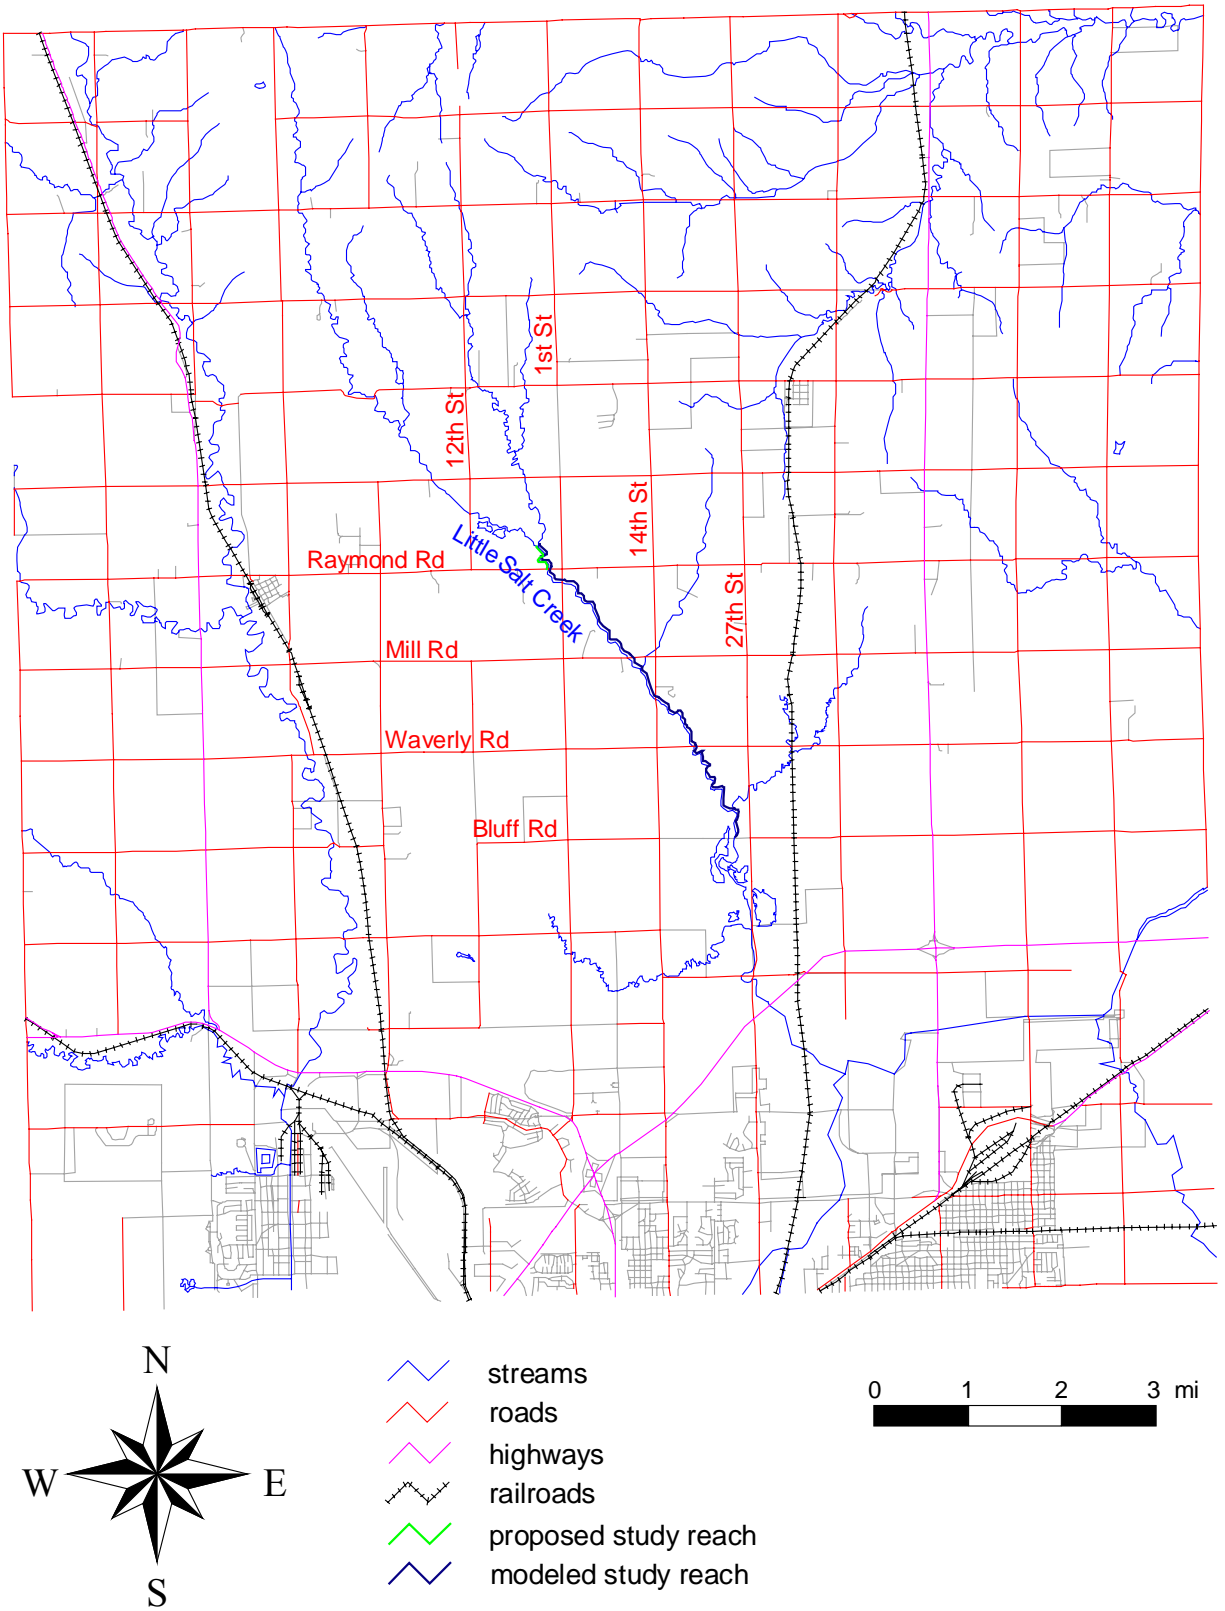 1st St
12th St
14th St
Little Salt Creek
Raymond Rd
27th St
Mill Rd
Waverly Rd
Bluff Rd
N
W E
S
streams
roads
highways
railroads
proposed study reach
modeled study reach
0 1 2 3 mi